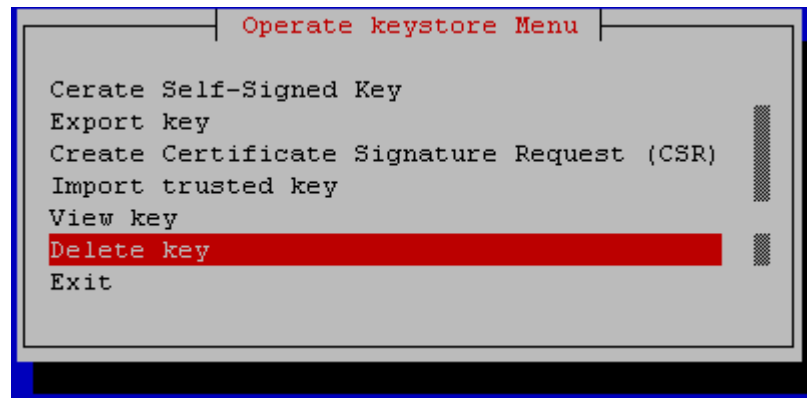 Operate keystore Menu
Cerate Self-Signed Key
Export key
Create Certificate Signature Request (CSR)
Import trusted key
View key
Delete key
Exit